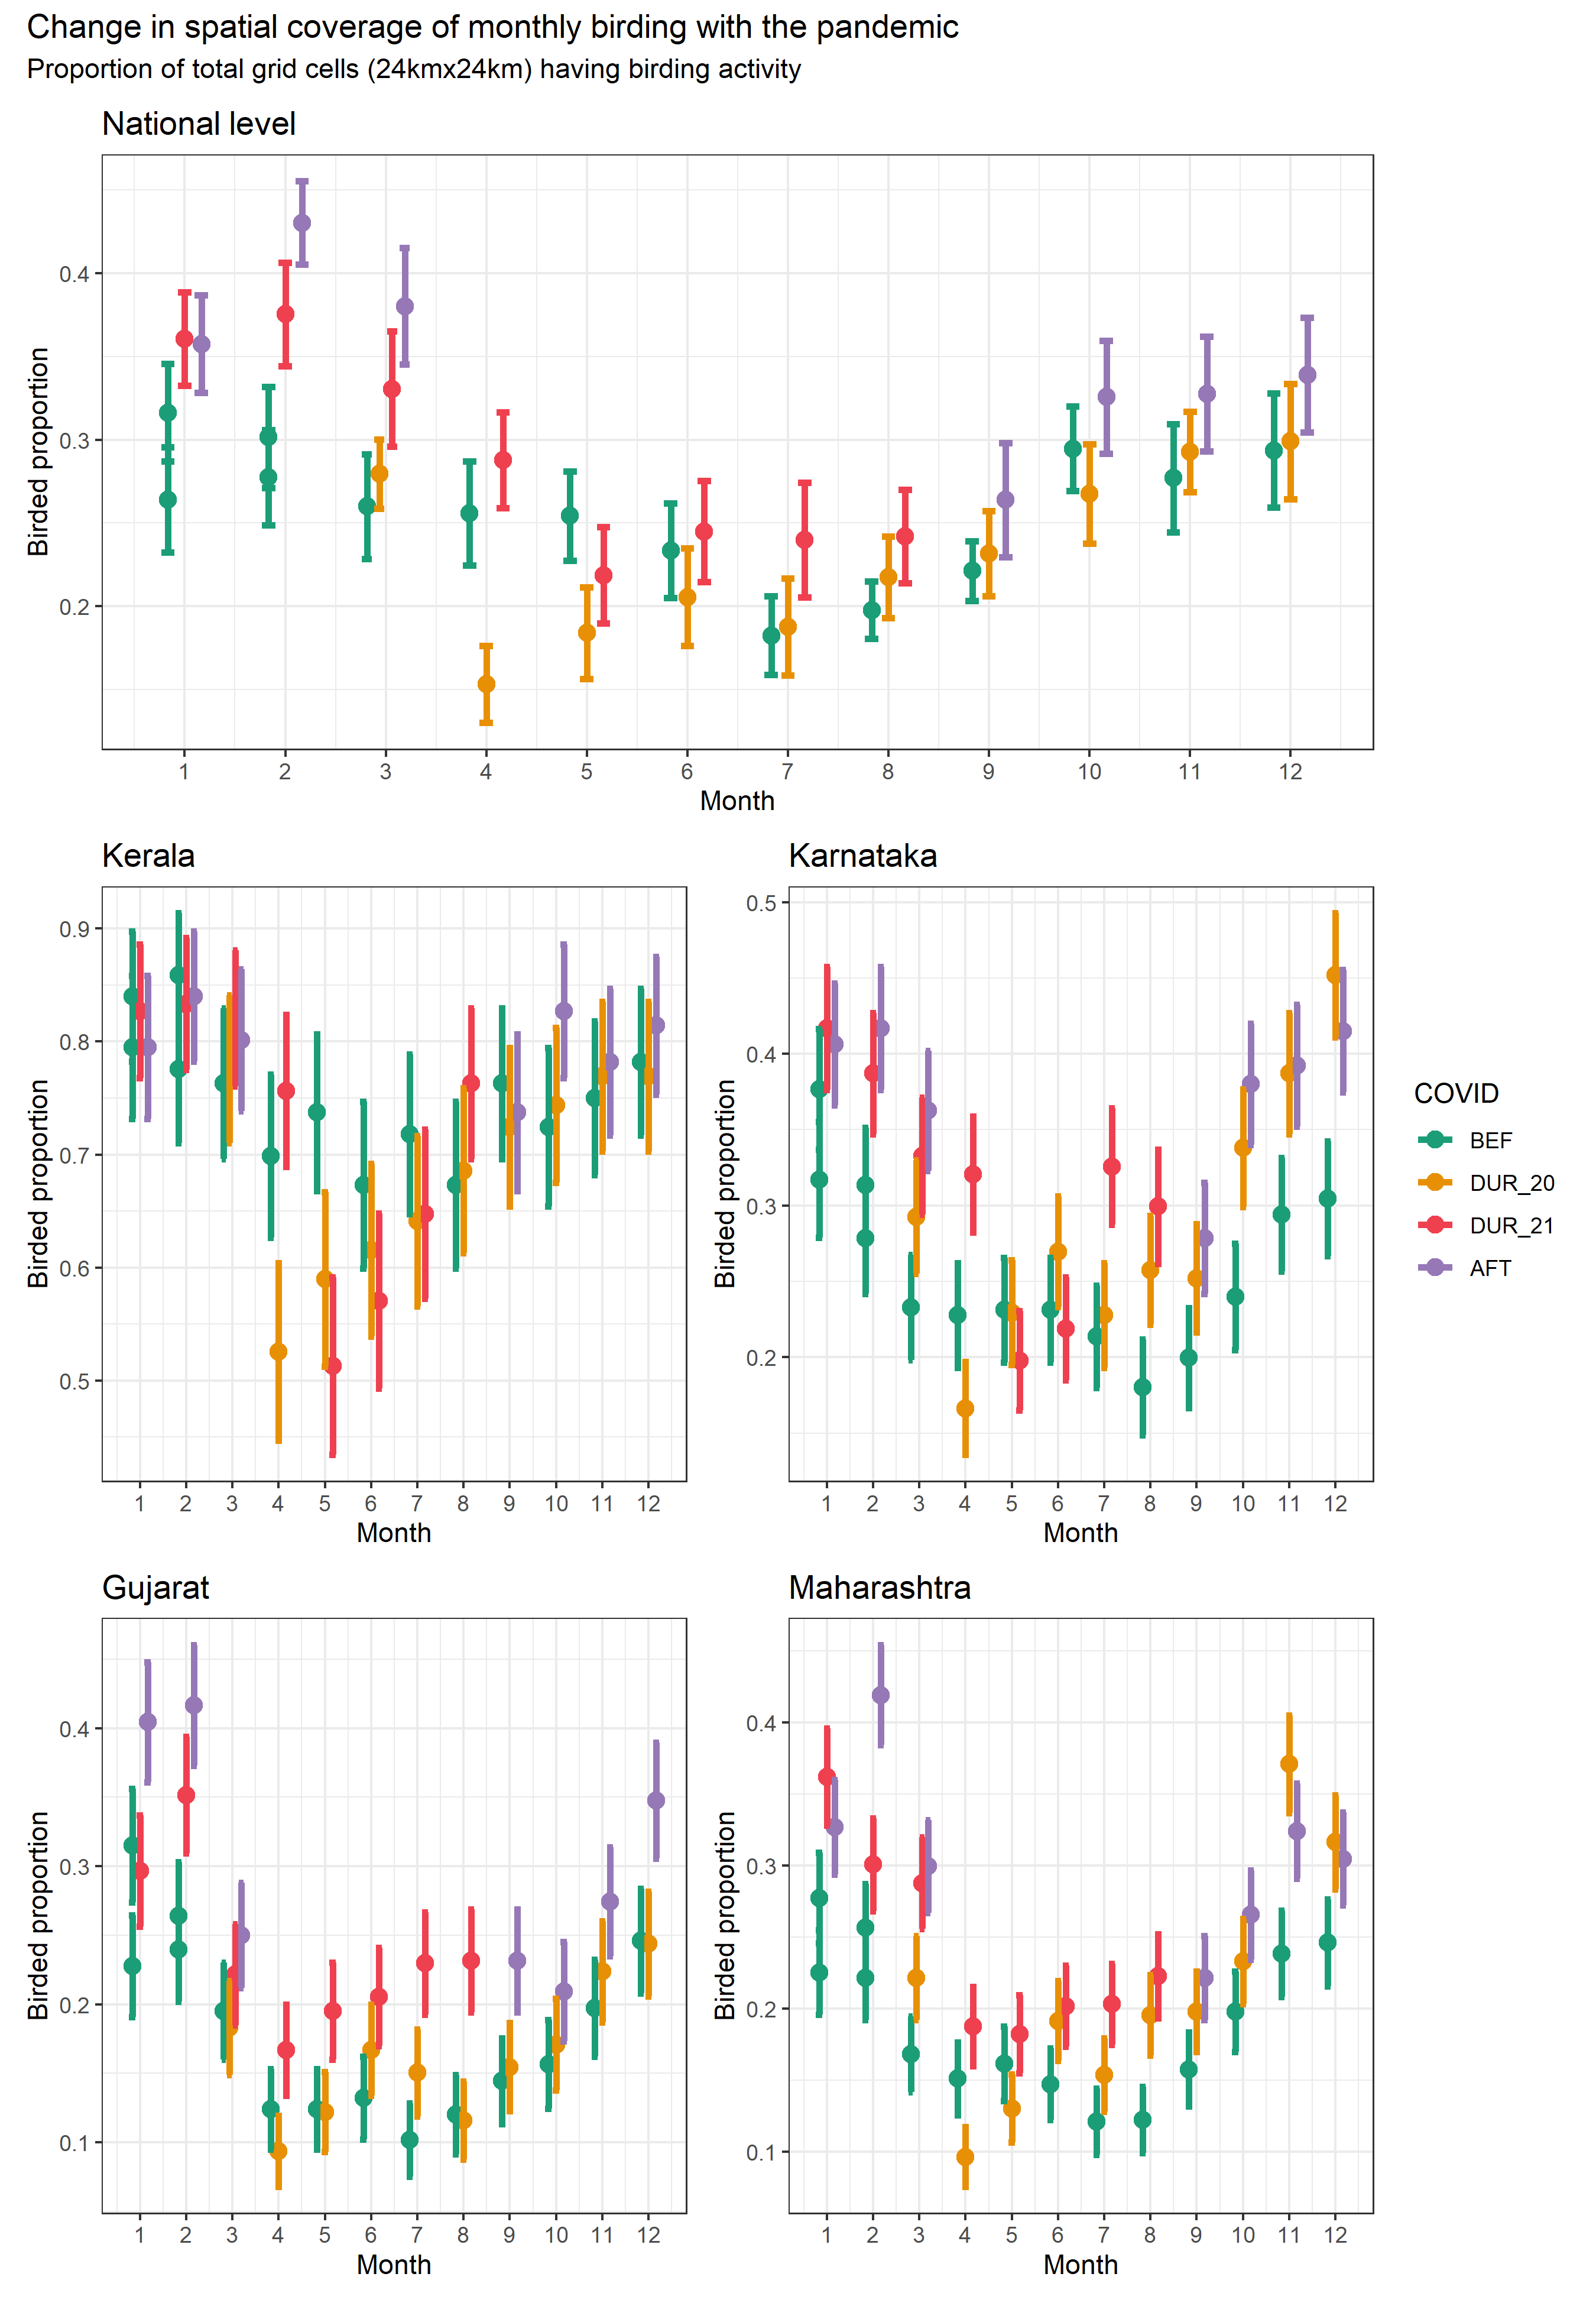 Change in spatial coverage of monthly birding with the pandemic
Proportion of total grid cells (24kmx24km) having birding activity
National level
Birded proportion
0.4
0.3
0.2
1 2 3 4 5 6 7 8 9 10 11 12
Month
Kerala
Birded proportion
0.9
0.8
0.7
0.6
0.5
1 2 3 4 5 6 7 8 9 10 11 12
Month
Karnataka
Birded proportion
0.5
0.4
0.3
0.2
1 2 3 4 5 6 7 8 9 10 11 12
Month
COVID
BEF
DUR_20
DUR_21
AFT
Gujarat
Birded proportion
0.4
0.3
0.2
0.1
1 2 3 4 5 6 7 8 9 10 11 12
Month
Maharashtra
Birded proportion
0.4
0.3
0.2
0.1
1 2 3 4 5 6 7 8 9 10 11 12
Month